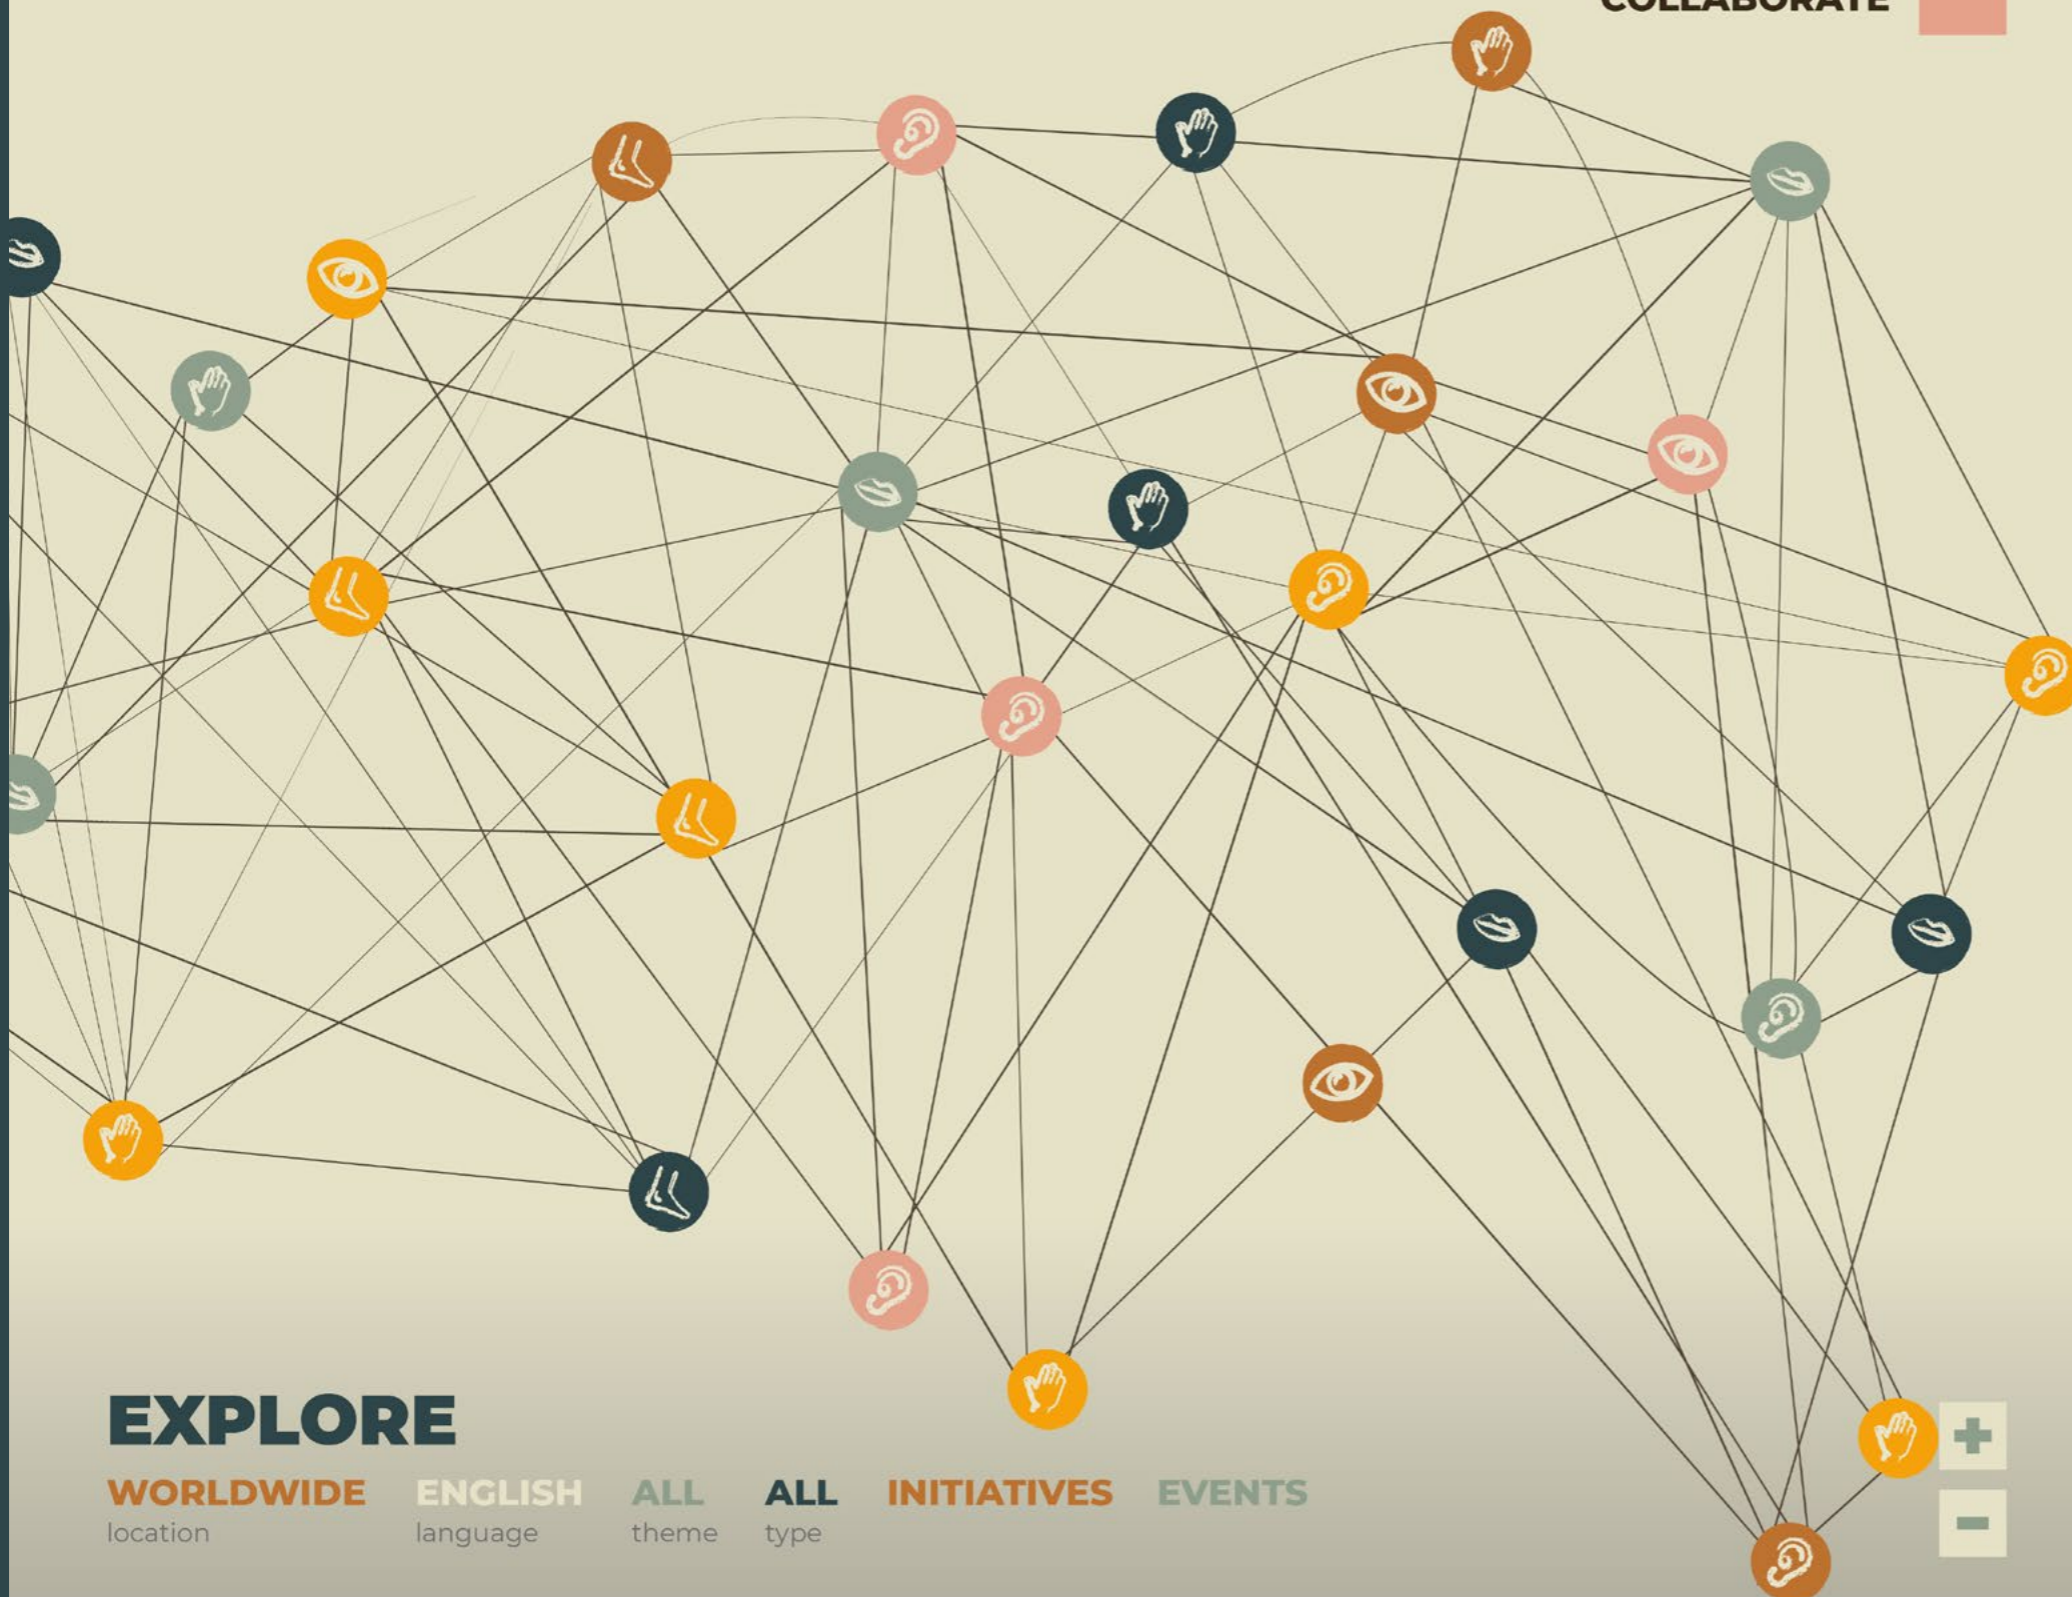 COLLABORATE
EXPLORE
WORLDWIDE ENGLISH ALL ALL INITIATIVES EVENTS
location language theme type
+
-